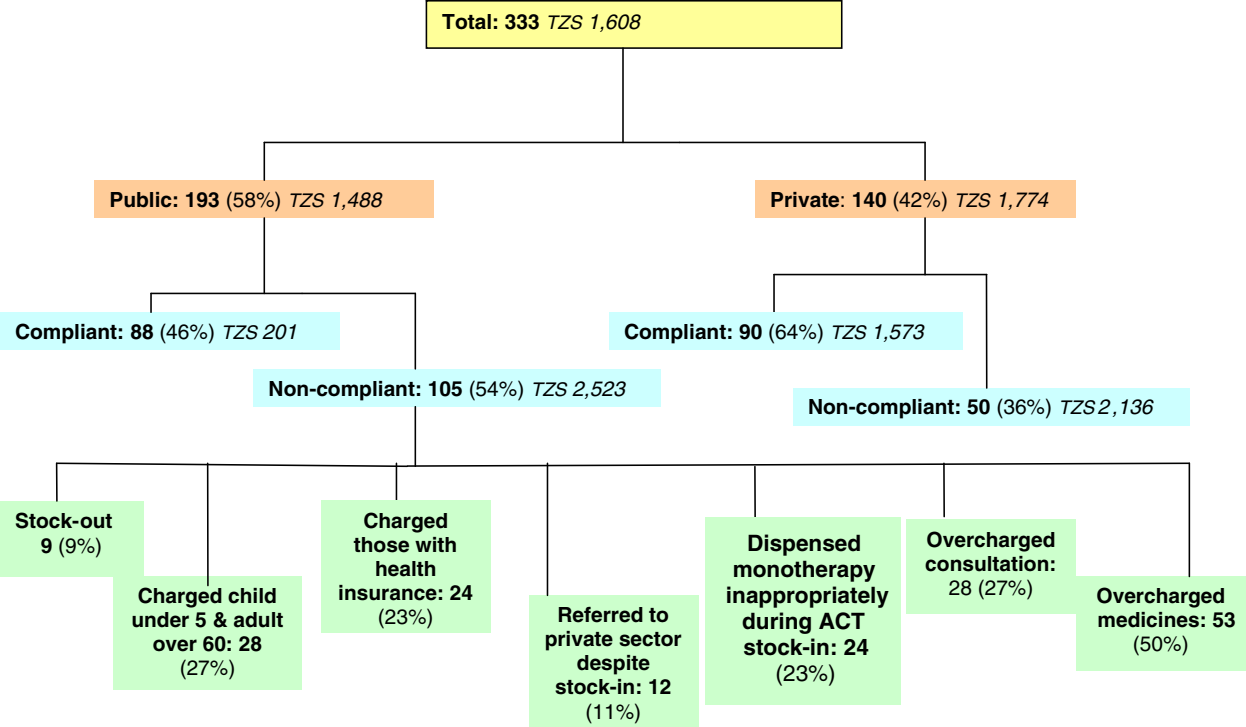 Total: 333 TZS 1,608
Public: 193 (58%) TZS 1,488
Private: 140 (42%) TZS 1,774
Compliant: 88 (46%) TZS 201
Compliant: 90 (64%) TZS 1,573
Non-compliant: 105 (54%) TZS 2,523
Non-compliant: 50 (36%) TZS 2,136
Stock-out
9 (9%)
Charged child
under 5 & adult
over 60: 28
(27%)
Charged
those with
health
insurance: 24
(23%)
Referred to
private sector
despite
stock-in: 12
(11%)
Dispensed
monotherapy
inappropriately
during ACT
stock-in: 24
(23%)
Overcharged
consultation:
28 (27%)
Overcharged
medicines: 53
(50%)